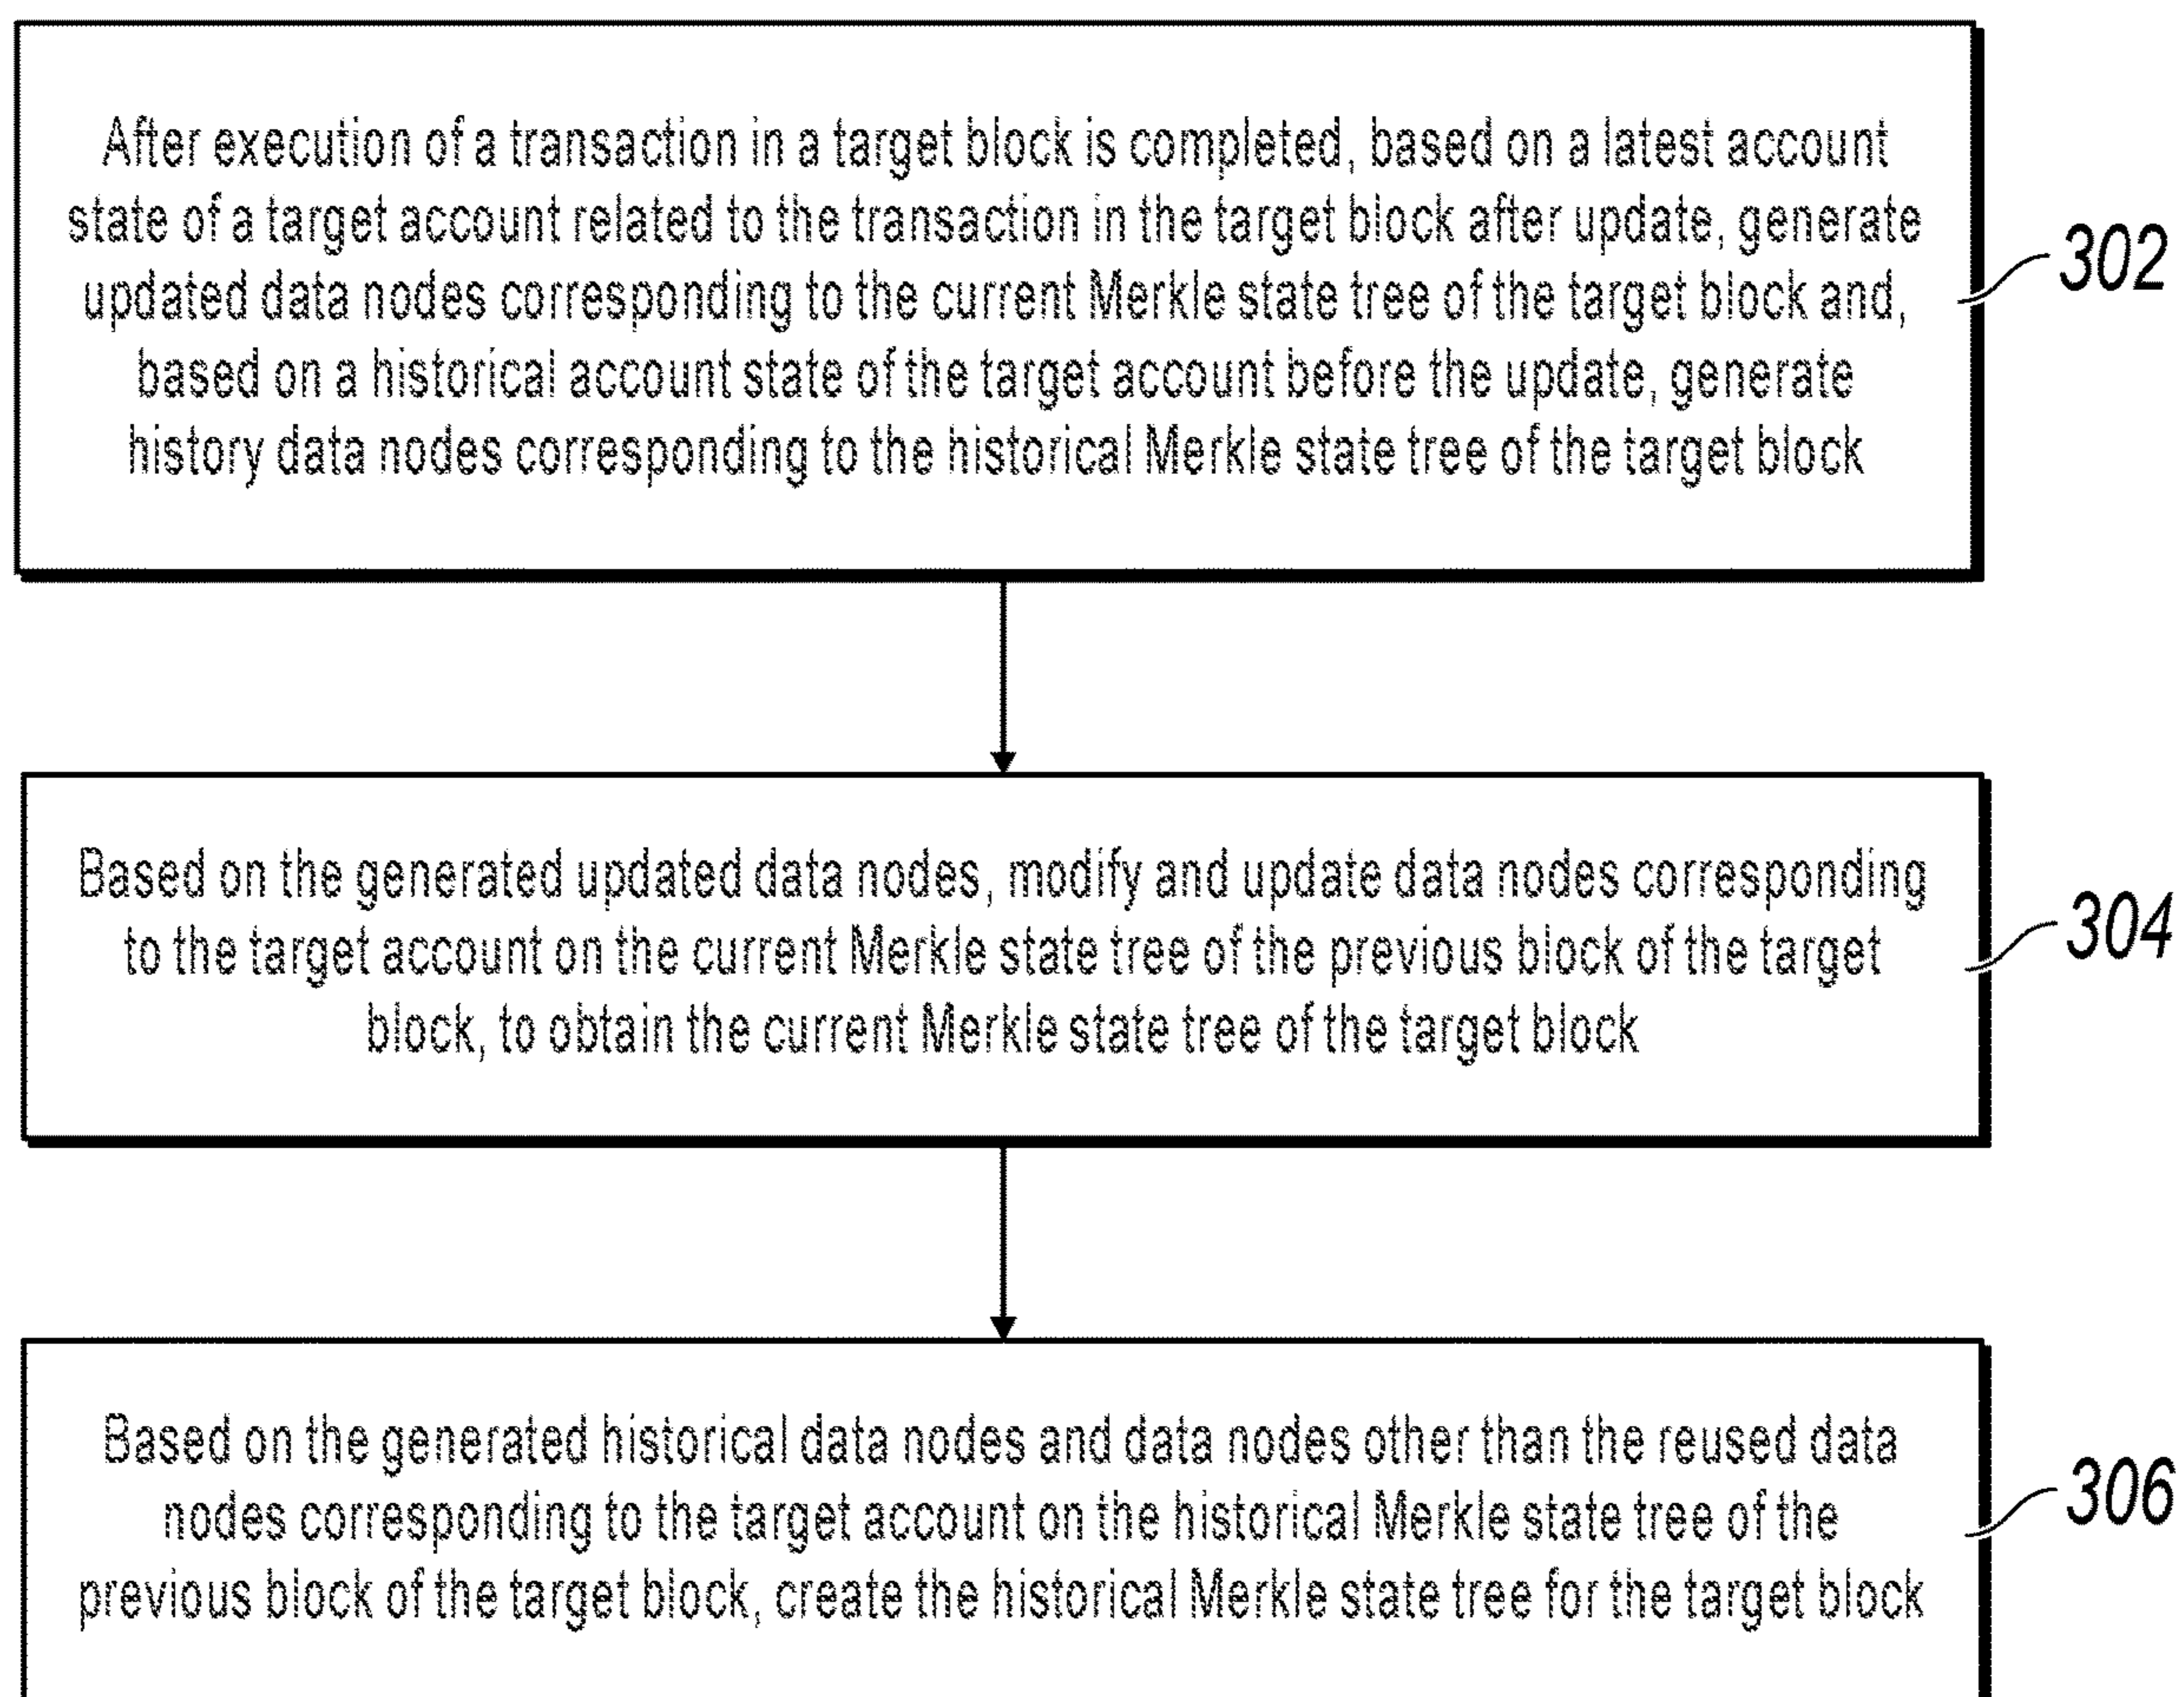 After execution of a transaction in a target block is completed, based on a latest account
state of a target account related to the transaction in the target block after update, generate
updated data nodes corresponding to the current Merkle state tree of the target block and,
based on a historical account state of the target account before the update, generate
history data nodes corresponding to the historical Merkle state tree of the target block
302
Based on the generated updated data nodes, modify and update data nodes corresponding
to the target account on the current Merkle state tree of the previous block of the target
block, to obtain the current Merkle state tree of the target block
304
Based on the generated historical data nodes and data nodes other than the reused data
nodes corresponding to the target account on the historical Merkle state tree of the
previous block of the target block, create the historical Merkle state tree for the target block
306